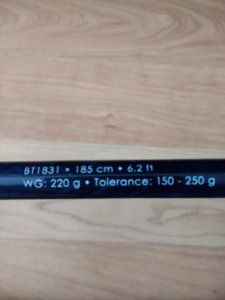 BT1831 • 185 cm • 6.2 ft
WG: 220 g • Tolerance: 150 - 250 g